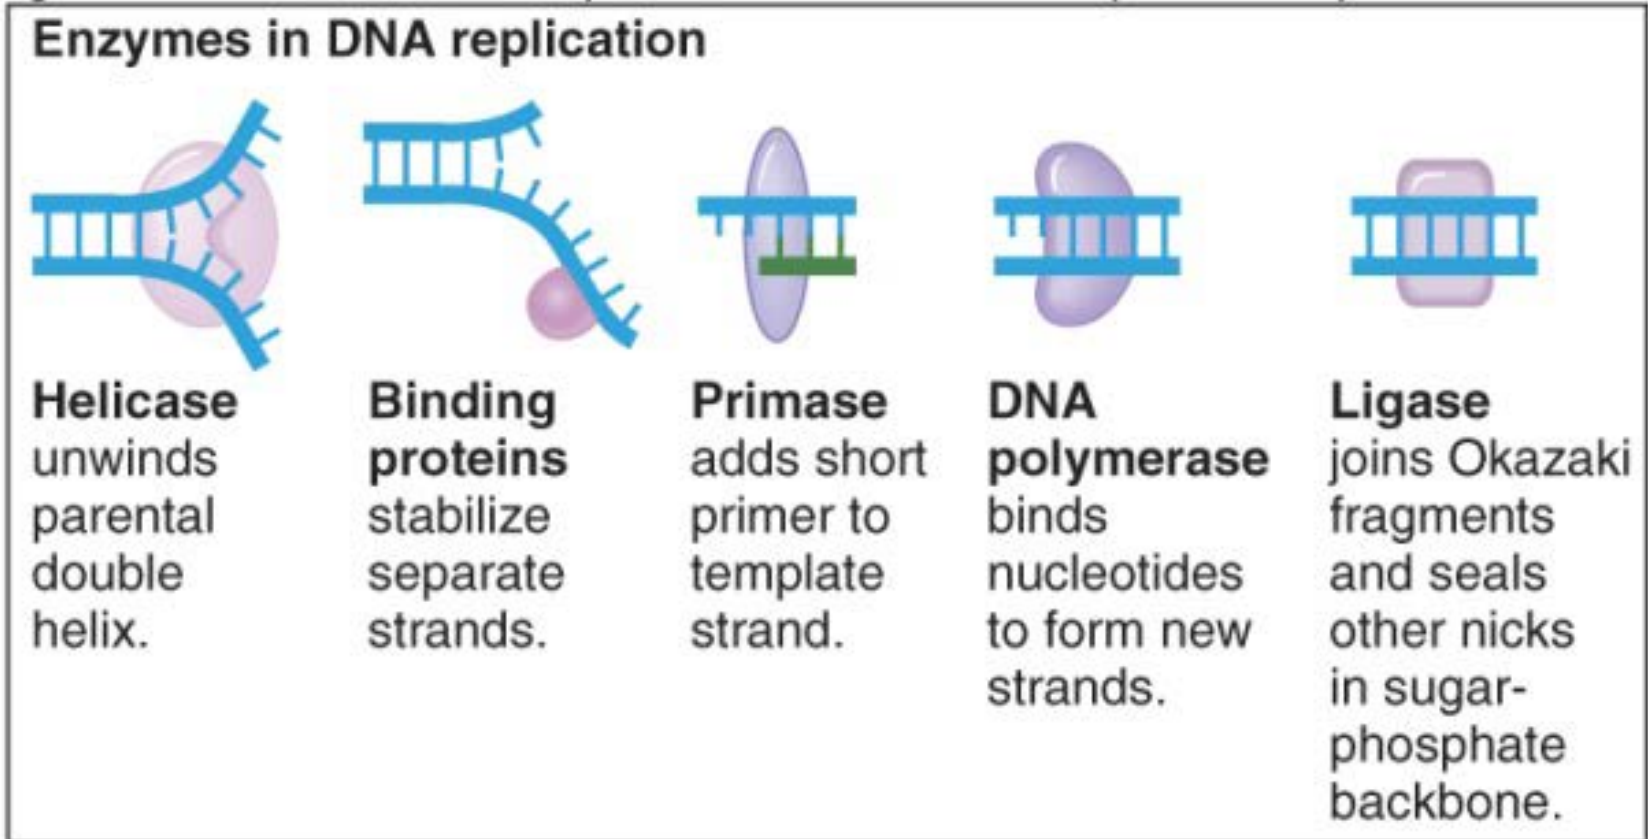 Enzymes in DNA replication
Helicase
unwinds
parental
double
helix.
Binding
proteins
stabilize
separate
strands.
Primase
adds short
primer to
template
strand.
DNA
polymerase
binds
nucleotides
to form new
strands.
Ligase
joins Okazaki
fragments
and seals
other nicks
in sugar-
phosphate
backbone.